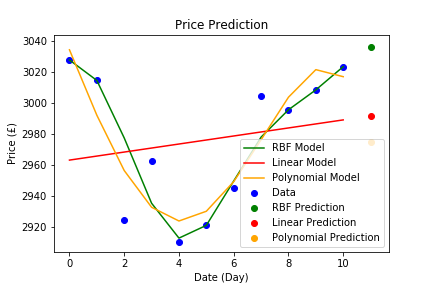 Price Prediction
3040
3020
3000
2980
2960
2940
2920
Price (£)
0
2
4
6
8
10
Date (Day)
RBF Model
Linear Model
Polynomial Model
Data
RBF Prediction
Linear Prediction
Polynomial Prediction